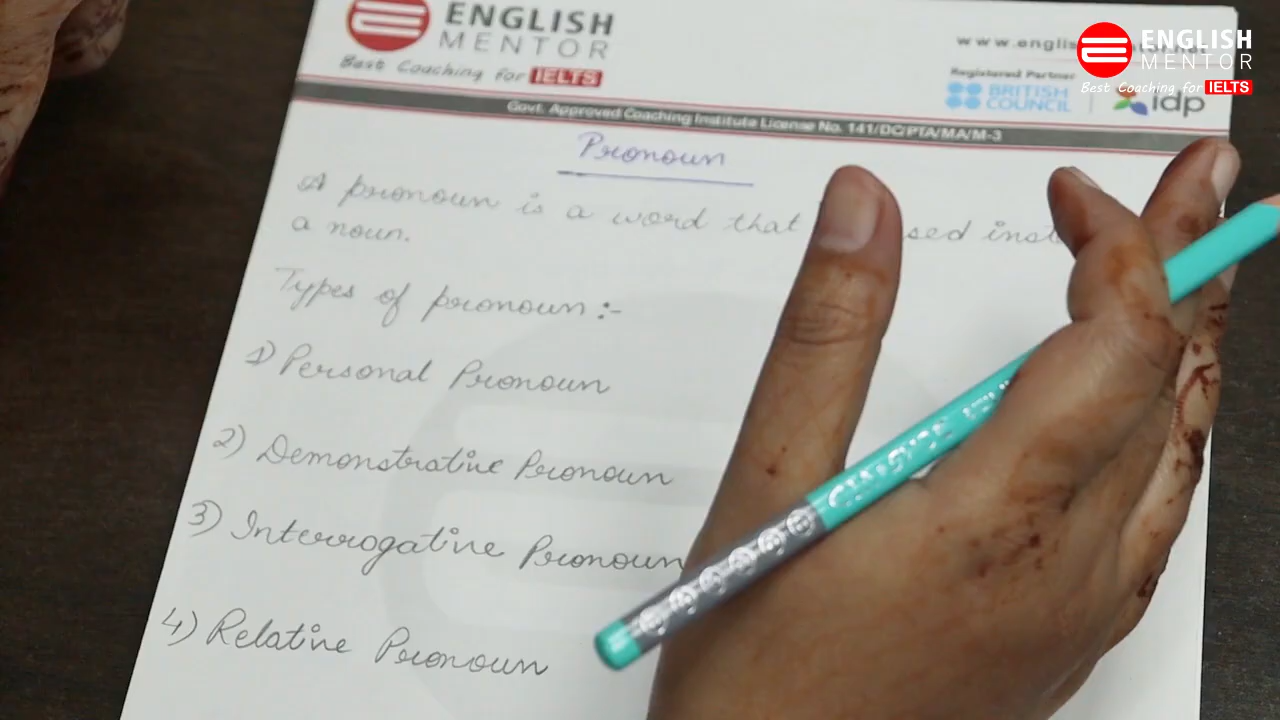 ENGLISH
MENTOR
Best Coaching for IELTS
www.englis
Registered Partner
BRITISH
COUNCIL
idp
ENGLISH
MENTOR
Best Coaching for IELTS
Govt. Approved Coaching Institute License No. 141/DC/PTA/MA/M-3
Pronoun
A pronoun is a word that
a noun.
Types of pronoun :-
1) Personal Pronoun
2) Demonstrative Pronoun
3) Interrogative Pronoun
4) Relative Pronoun